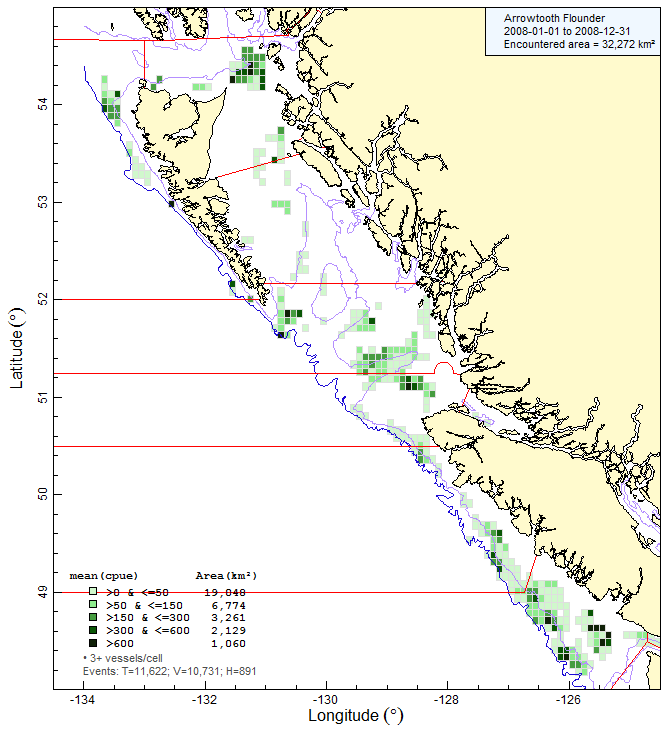 Arrowtooth Flounder
2008-01-01 to 2008-12-31
Encountered area = 32,272 km²
54
53
52
51
50
49
Latitude (°)
mean(cpue) Area(km²)
>0 & <=50 19,048
>50 & <=150 6,774
>150 & <=300 3,261
>300 & <=600 2,129
>600 1,060
• 3+ vessels/cell
Events: T=11,622; V=10,731; H=891
-134 -132 -130 -128 -126
Longitude (°)